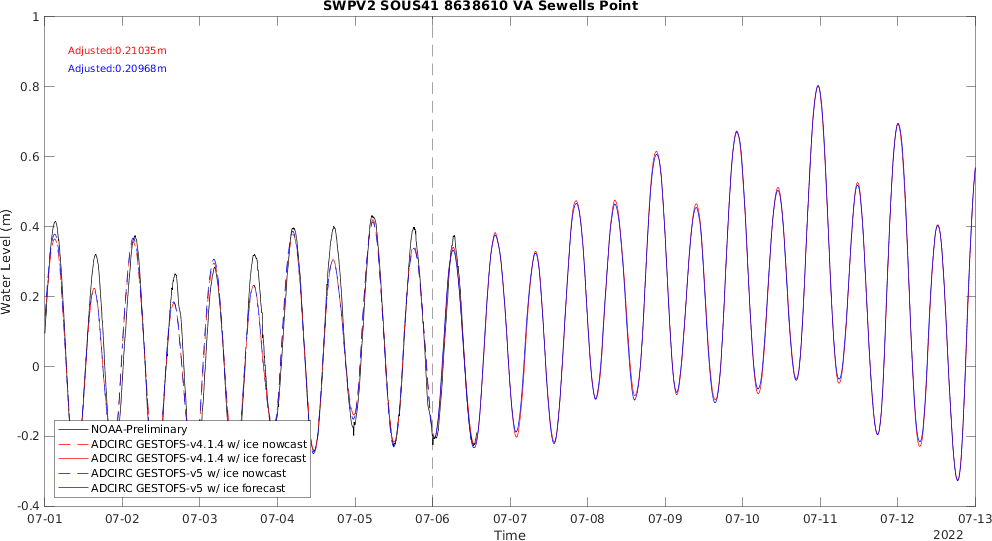 SWPV2 SOUS41 8638610 VA Sewells Point
Adjusted:0.21035m
Adjusted:0.20968m
Water Level (m)
1
0.8
0.6
0.4
0.2
0
-0.2
-0.4
NOAA-Preliminary
ADCIRC GESTOFS-v4.1.4 w/ ice nowcast
ADCIRC GESTOFS-v4.1.4 w/ ice forecast
ADCIRC GESTOFS-v5 w/ ice nowcast
ADCIRC GESTOFS-v5 w/ ice forecast
07-01 07-02 07-03 07-04 07-05 07-06 07-07 07-08 07-09 07-10 07-11 07-12 07-13
Time
2022